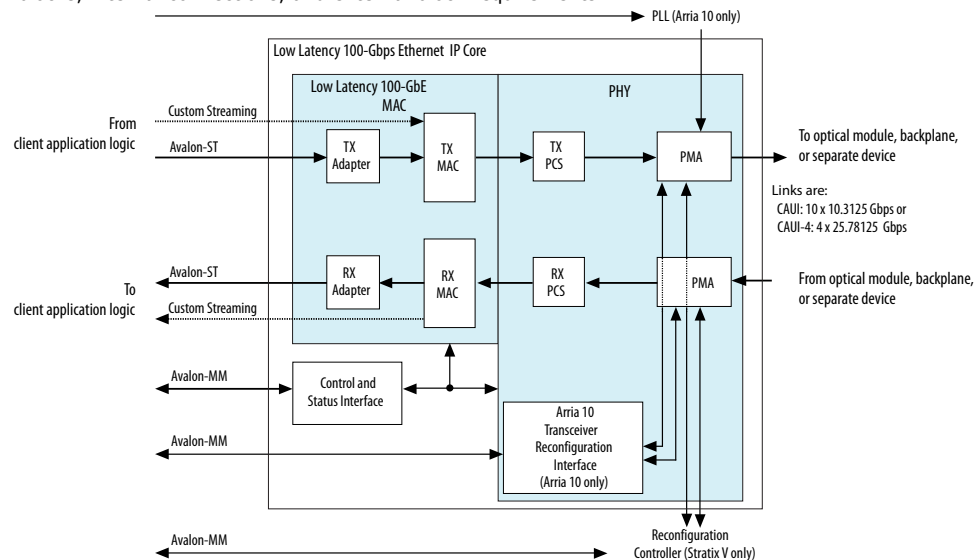 PLL (Arria 10 only)
Low Latency 100-Gbps Ethernet IP Core
Low Latency 100-GbE
MAC
PHY
Custom Streaming
From
client application logic
Avalon-ST
TX
Adapter
TX
MAC
TX
PCS
PMA
To optical module, backplane,
or separate device
Links are:
CAUI: 10 x 10.3125 Gbps or
CAUI-4: 4 x 25.78125 Gbps
Avalon-ST
To
client application logic
Custom Streaming
RX
Adapter
RX
MAC
RX
PCS
PMA
From optical module, backplane,
or separate device
Avalon-MM
Control and
Status Interface
Avalon-MM
Arria 10
Transceiver
Reconfiguration
Interface
(Arria 10 only)
Avalon-MM
Reconfiguration
Controller (Stratix V only)